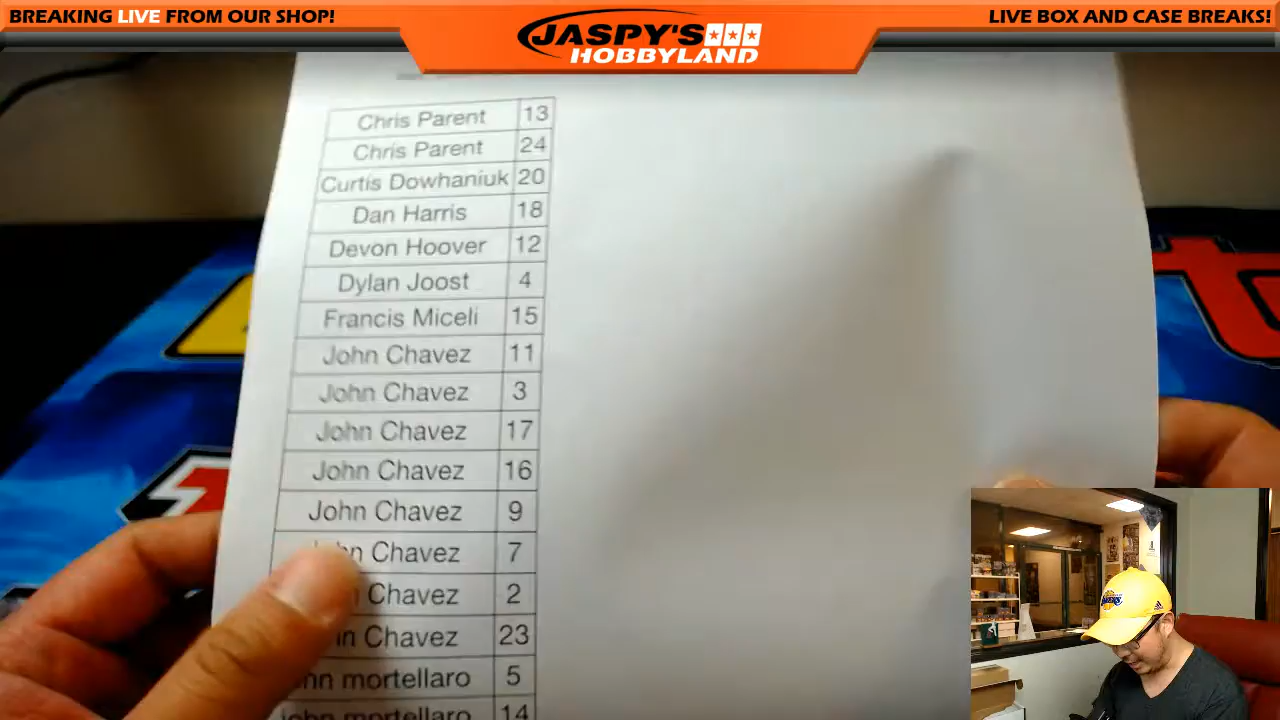 BREAKING LIVE FROM OUR SHOP!
JASPY'S
HOBBYLAND
LIVE BOX AND CASE BREAKS!
Chris Parent 13
Chris Parent 24
Curtis Dowhaniuk 20
Dan Harris 18
Devon Hoover 12
Dylan Joost 4
Francis Miceli 15
John Chavez 11
John Chavez 3
John Chavez 17
John Chavez 16
John Chavez 9
John Chavez 7
Chavez 2
Chavez 23
mortellaro 5
john mortellaro 14